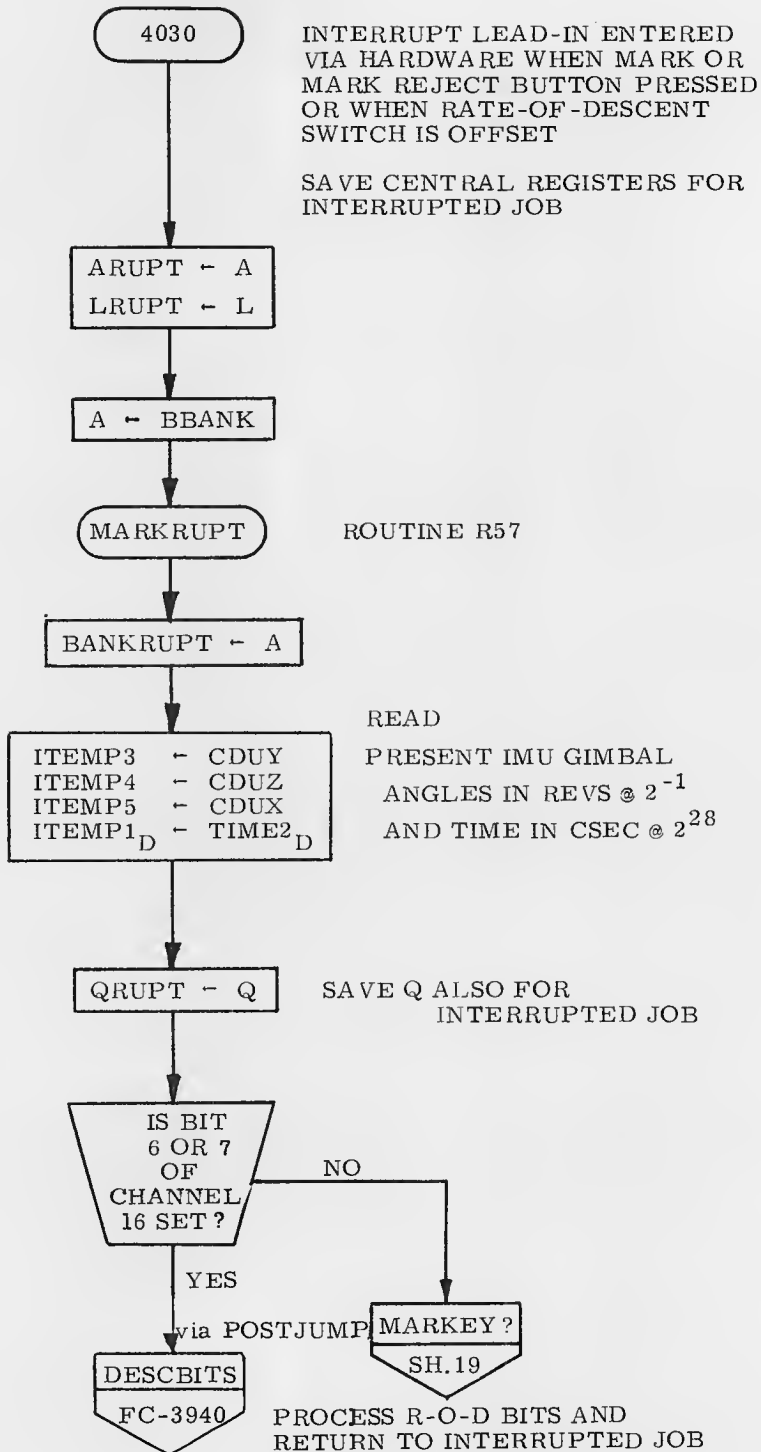 4030
INTERRUPT LEAD-IN ENTERED
VIA HARDWARE WHEN MARK OR
MARK REJECT BUTTON PRESSED
OR WHEN RATE-OF-DESCENT
SWITCH IS OFFSET
SAVE CENTRAL REGISTERS FOR
INTERRUPTED JOB
ARUPT ← A
LRUPT ← L
A ← BBANK
MARKRUPT
ROUTINE R57
BANKRUPT ← A
ITEMP3 ← CDUY
ITEMP4 ← CDUZ
ITEMP5 ← CDUX
ITEMP1D ← TIME2D
READ
PRESENT IMU GIMBAL
ANGLES IN REVS @ 2^-1
AND TIME IN CSEC @ 2^28
QRUPT ← Q
SAVE Q ALSO FOR
INTERRUPTED JOB
IS BIT
6 OR 7
OF
CHANNEL
16 SET?
NO
YES
via POSTJUMP
MARKEY?
SH.19
DESCBITS
FC-3940
PROCESS R-O-D BITS AND
RETURN TO INTERRUPTED JOB